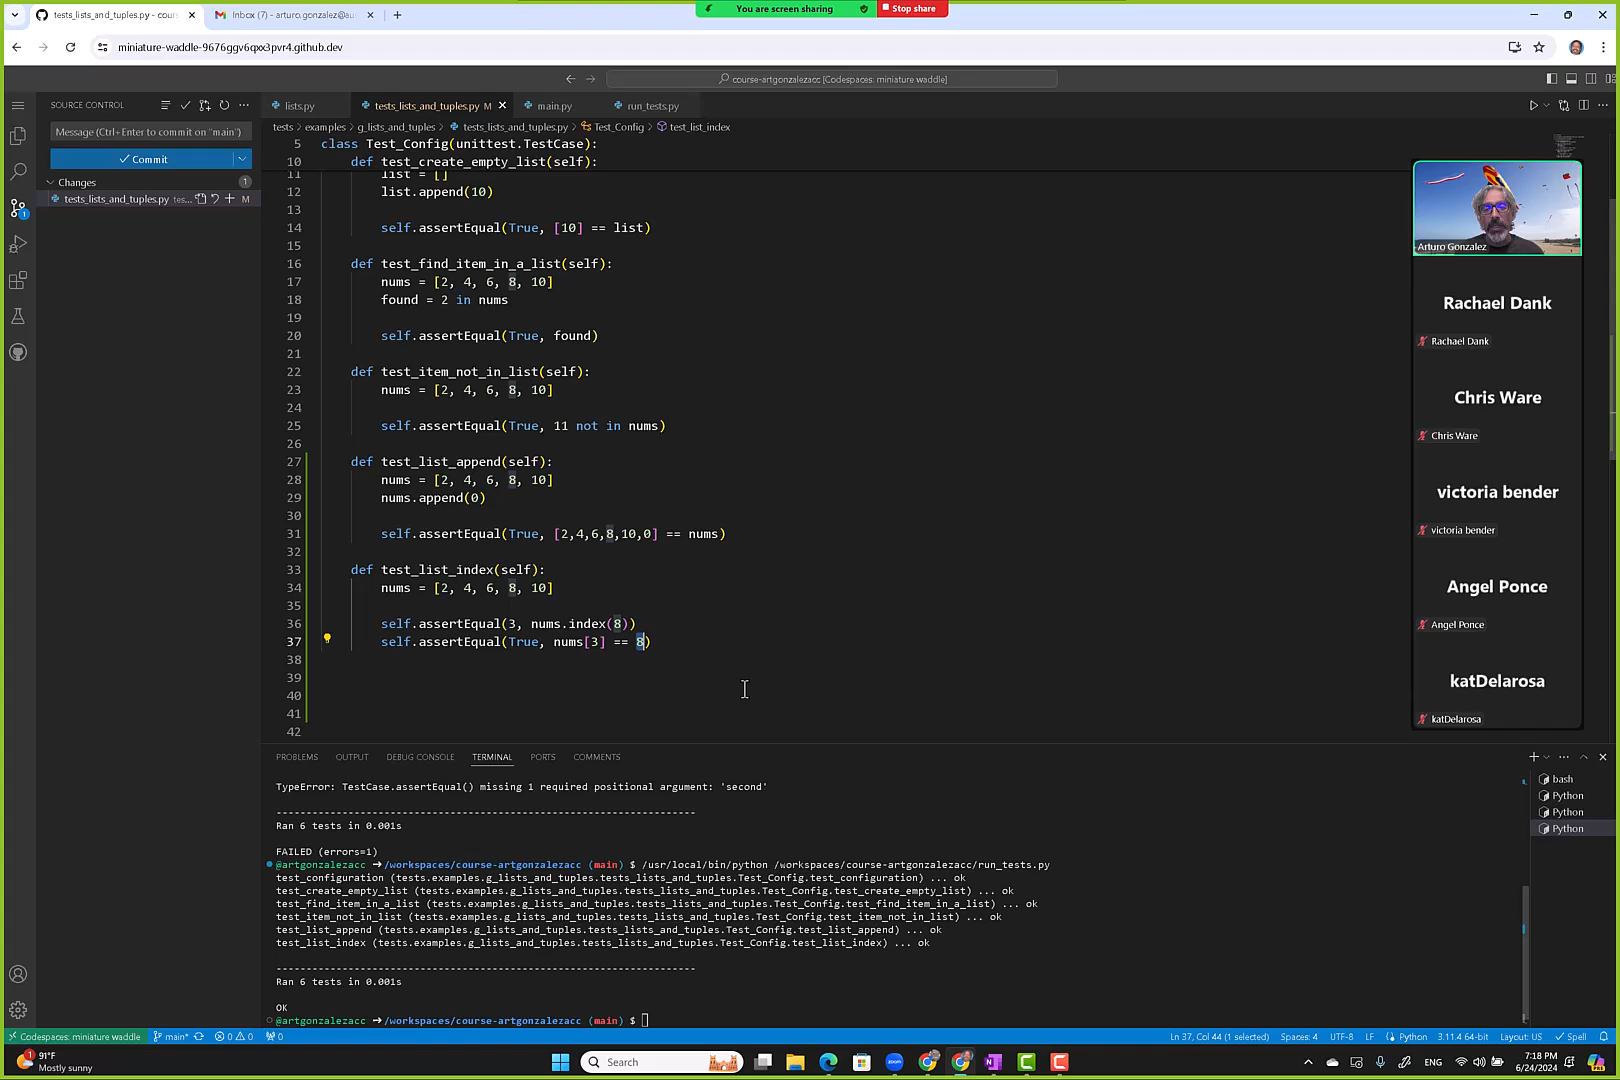 You are screen sharing
Stop share
tests_lists_and_tuples.py - cours
Inbox (7) - arturo.gonzalez@au
miniature-waddle-9676ggv6qxx3pvr4.github.dev
course-artgonzalezacc [Codespaces: miniature waddle]
SOURCE CONTROL
lists.py
tests_lists_and_tuples.py M
main.py
run_tests.py
Message (Ctrl+Enter to commit on "main")
tests > examples > g_lists_and_tuples > tests_lists_and_tuples.py > Test_Config > test_list_index
Commit
Changes
1
tests_lists_and_tuples.py tes... M
5 class Test_Config(unittest.TestCase):
10 def test_create_empty_list(self):
11 list = []
12 list.append(10)
13
14 self.assertEqual(True, [10] == list)
15
16 def test_find_item_in_a_list(self):
17 nums = [2, 4, 6, 8, 10]
18 found = 2 in nums
19
20 self.assertEqual(True, found)
21
22 def test_item_not_in_list(self):
23 nums = [2, 4, 6, 8, 10]
24
25 self.assertEqual(True, 11 not in nums)
26
27 def test_list_append(self):
28 nums = [2, 4, 6, 8, 10]
29 nums.append(0)
30
31 self.assertEqual(True, [2,4,6,8,10,0] == nums)
32
33 def test_list_index(self):
34 nums = [2, 4, 6, 8, 10]
35
36 self.assertEqual(3, nums.index(8))
37 self.assertEqual(True, nums[3] == 8)
38
39
40
41
42
Arturo Gonzalez
Rachael Dank
Rachael Dank
Chris Ware
Chris Ware
victoria bender
victoria bender
Angel Ponce
Angel Ponce
katDelarosa
katDelarosa
PROBLEMS OUTPUT DEBUG CONSOLE TERMINAL PORTS COMMENTS
TypeError: TestCase.assertEqual() missing 1 required positional argument: 'second'
----------------------------------------------------------------------
Ran 6 tests in 0.001s
FAILED (errors=1)
@artgonzalezacc ➜ /workspaces/course-artgonzalezacc (main) $ /usr/local/bin/python /workspaces/course-artgonzalezacc/run_tests.py
test_configuration (tests.examples.g_lists_and_tuples.tests_lists_and_tuples.Test_Config.test_configuration) ... ok
test_create_empty_list (tests.examples.g_lists_and_tuples.tests_lists_and_tuples.Test_Config.test_create_empty_list) ... ok
test_find_item_in_a_list (tests.examples.g_lists_and_tuples.tests_lists_and_tuples.Test_Config.test_find_item_in_a_list) ... ok
test_item_not_in_list (tests.examples.g_lists_and_tuples.tests_lists_and_tuples.Test_Config.test_item_not_in_list) ... ok
test_list_append (tests.examples.g_lists_and_tuples.tests_lists_and_tuples.Test_Config.test_list_append) ... ok
test_list_index (tests.examples.g_lists_and_tuples.tests_lists_and_tuples.Test_Config.test_list_index) ... ok
----------------------------------------------------------------------
Ran 6 tests in 0.001s
OK
@artgonzalezacc ➜ /workspaces/course-artgonzalezacc (main) $
bash
Python
Python
Python
Codespaces: miniature waddle main* 0 0 0
Ln 37, Col 44 (1 selected) Spaces: 4 UTF-8 LF Python 3.11.4 64-bit Layout: US Spell
1
91°F
Mostly sunny
Search
ENG
7:18 PM
6/24/2024